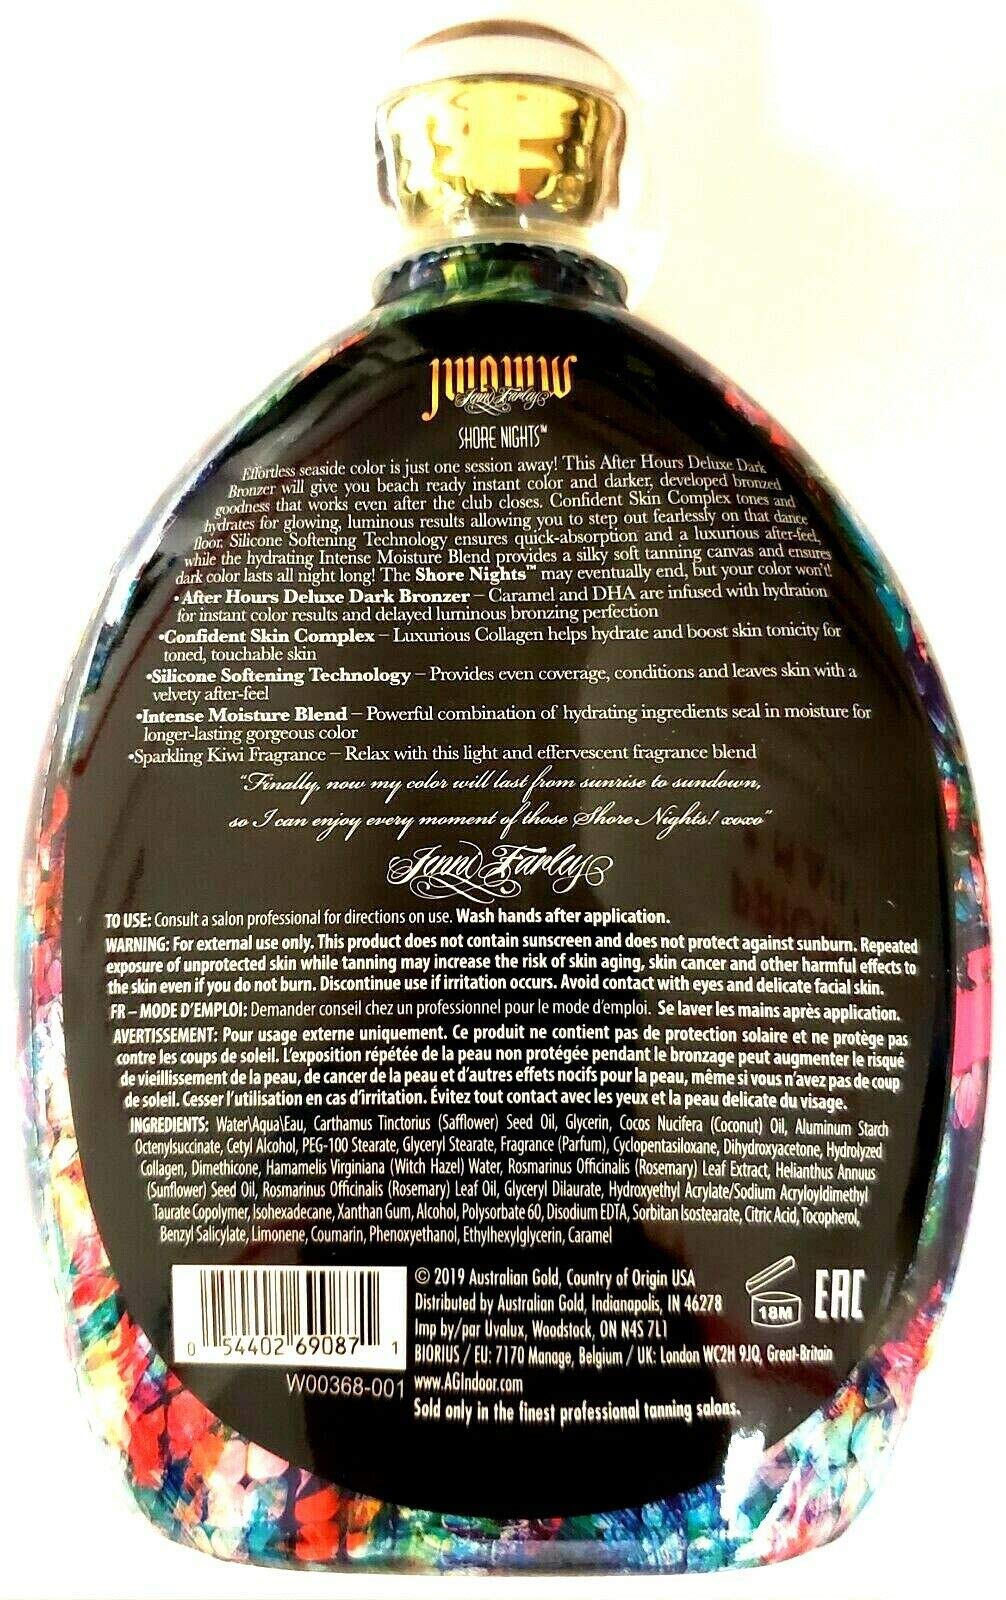 JWOWW
Jenni Farley
SHORE NIGHTS™
Effortless seaside color is just one session away! This After Hours Deluxe Dark
Bronzer will give you beach ready instant color and darker, developed bronzed
goodness that works even after the club closes. Confident Skin Complex tones and
hydrates for glowing, luminous results allowing you to step out fearlessly on that dance
floor. Silicone Softening Technology ensures quick-absorption and a luxurious after-feel,
while the hydrating Intense Moisture Blend provides a silky soft tanning canvas and ensures
dark color lasts all night long! The Shore Nights™ may eventually end, but your color won't!
• After Hours Deluxe Dark Bronzer – Caramel and DHA are infused with hydration
for instant color results and delayed luminous bronzing perfection
•Confident Skin Complex – Luxurious Collagen helps hydrate and boost skin tonicity for
toned, touchable skin
•Silicone Softening Technology – Provides even coverage, conditions and leaves skin with a
velvety after-feel
•Intense Moisture Blend – Powerful combination of hydrating ingredients seal in moisture for
longer-lasting gorgeous color
•Sparkling Kiwi Fragrance – Relax with this light and effervescent fragrance blend
"Finally, now my color will last from sunrise to sundown,
so I can enjoy every moment of those Shore Nights! xoxo"
Jenni Farley
TO USE: Consult a salon professional for directions on use. Wash hands after application.
WARNING: For external use only. This product does not contain sunscreen and does not protect against sunburn. Repeated
exposure of unprotected skin while tanning may increase the risk of skin aging, skin cancer and other harmful effects to
the skin even if you do not burn. Discontinue use if irritation occurs. Avoid contact with eyes and delicate facial skin.
FR – MODE D'EMPLOI: Demander conseil chez un professionnel pour le mode d'emploi. Se laver les mains après application.
AVERTISSEMENT: Pour usage externe uniquement. Ce produit ne contient pas de protection solaire et ne protège pas
contre les coups de soleil. L'exposition répétée de la peau non protégée pendant le bronzage peut augmenter le risque
de vieillissement de la peau, de cancer de la peau et d'autres effets nocifs pour la peau, même si vous n'avez pas de coup
de soleil. Cesser l'utilisation en cas d'irritation. Évitez tout contact avec les yeux et la peau délicate du visage.
INGREDIENTS: Water\Aqua\Eau, Carthamus Tinctorius (Safflower) Seed Oil, Glycerin, Cocos Nucifera (Coconut) Oil, Aluminum Starch
Octenylsuccinate, Cetyl Alcohol, PEG-100 Stearate, Glyceryl Stearate, Fragrance (Parfum), Cyclopentasiloxane, Dihydroxyacetone, Hydrolyzed
Collagen, Dimethicone, Hamamelis Virginiana (Witch Hazel) Water, Rosmarinus Officinalis (Rosemary) Leaf Extract, Helianthus Annuus
(Sunflower) Seed Oil, Rosmarinus Officinalis (Rosemary) Leaf Oil, Glyceryl Dilaurate, Hydroxyethyl Acrylate/Sodium Acryloyldimethyl
Taurate Copolymer, Isohexadecane, Xanthan Gum, Alcohol, Polysorbate 60, Disodium EDTA, Sorbitan Isostearate, Citric Acid, Tocopherol,
Benzyl Salicylate, Limonene, Coumarin, Phenoxyethanol, Ethylhexylglycerin, Caramel
© 2019 Australian Gold, Country of Origin USA
Distributed by Australian Gold, Indianapolis, IN 46278
Imp by/par Uvalux, Woodstock, ON N4S 7L1
BIORIUS / EU: 7170 Manage, Belgium / UK: London WC2H 9JQ, Great-Britain
www.AGIndoor.com
Sold only in the finest professional tanning salons.
18M
EAC
0 54402 69087 1
W00368-001